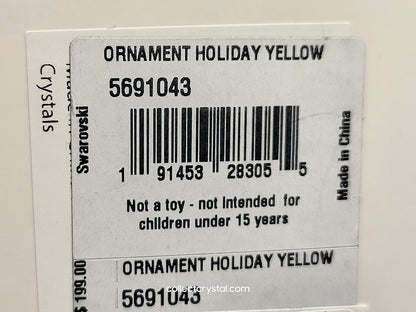 ORNAMENT HOLIDAY YELLOW
5691043
Swarovski
Crystals
Made in China
1 91453 28305 5
Not a toy - not Intended for
children under 15 years
$ 199.00
ORNAMENT HOLIDAY YELLOW
5691043
collectcrystal.com